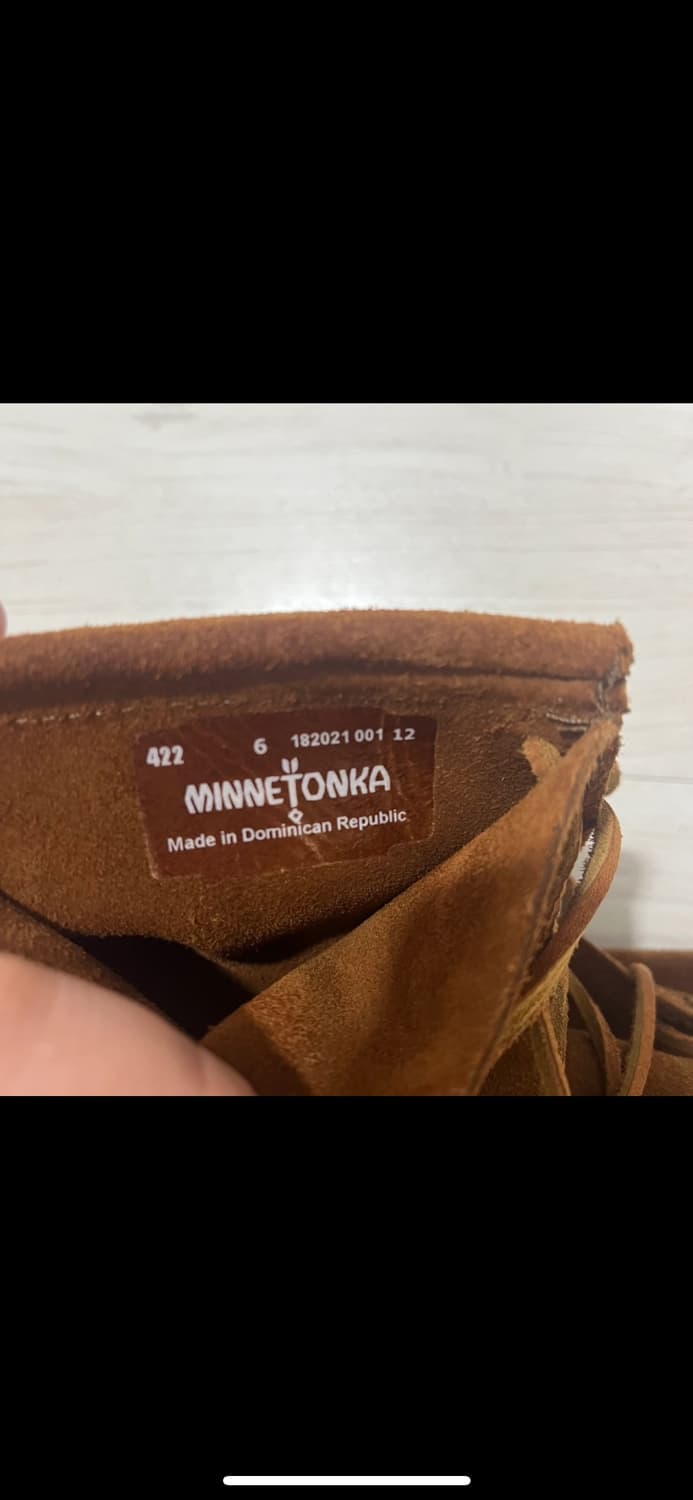 422 6 182021 001 12
MINNETONKA
Made in Dominican Republic